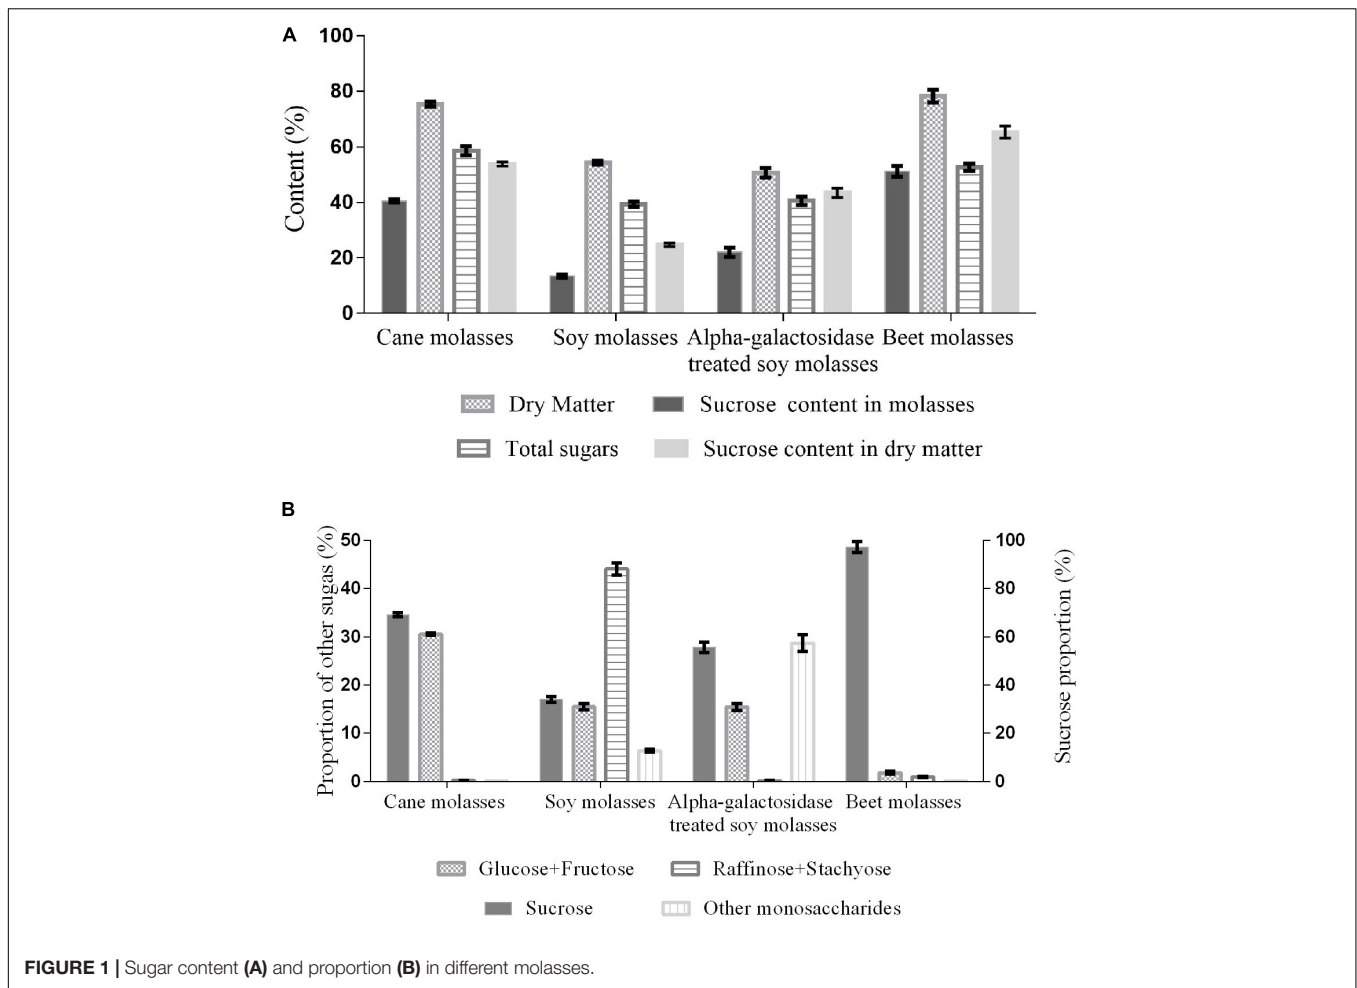 A
Content (%)
100
80
60
40
20
0
Cane molasses
Soy molasses
Alpha-galactosidase
treated soy molasses
Beet molasses
Dry Matter
Sucrose content in molasses
Total sugars
Sucrose content in dry matter
B
Proportion of other sugas (%)
50
40
30
20
10
0
100
80
60
40
20
0
Sucrose proportion (%)
Cane molasses
Soy molasses
Alpha-galactosidase
treated soy molasses
Beet molasses
Glucose+Fructose
Raffinose+Stachyose
Sucrose
Other monosaccharides
FIGURE 1 | Sugar content (A) and proportion (B) in different molasses.